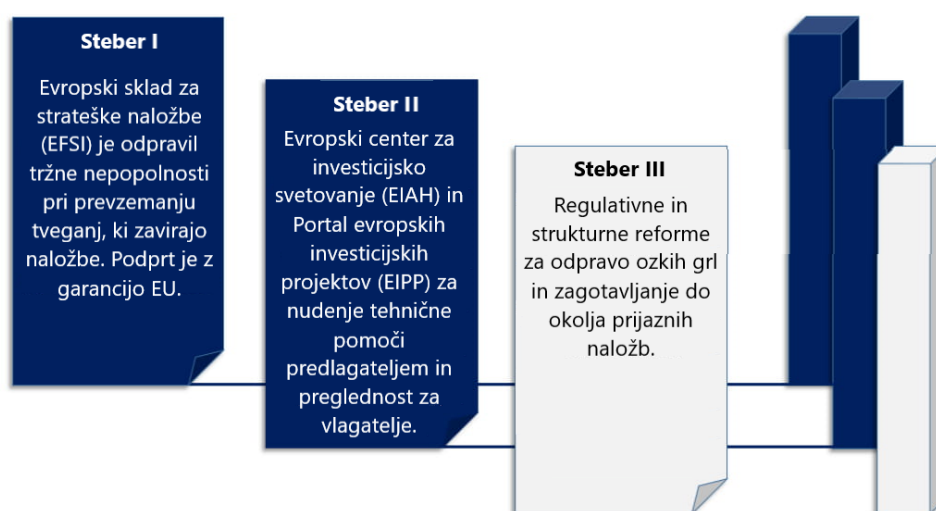 Steber I
Evropski sklad za
strateške naložbe
(EFSI) je odpravil
tržne nepopolnosti
pri prevzemanju
tveganj, ki zavirajo
naložbe. Podprt je z
garancijo EU.
Steber II
Evropski center za
investicijsko
svetovanje (EIAH) in
Portal evropskih
investicijskih
projektov (EIPP) za
nudenje tehnične
pomoči
predlagateljem in
preglednost za
vlagatelje.
Steber III
Regulativne in
strukturne reforme
za odpravo ozkih grl
in zagotavljanje do
okolja prijaznih
naložb.